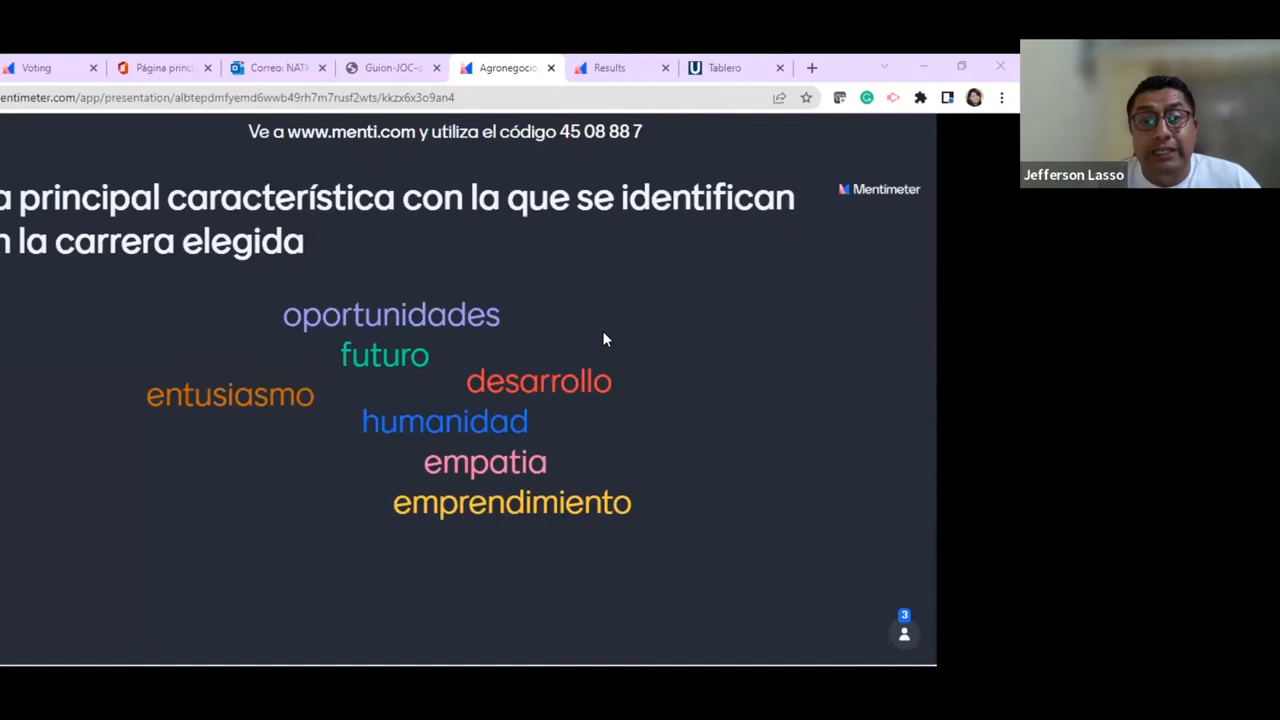 Voting
Página princ
Correo: NATH
Guion-JOC-
Agronegocio
Results
Tablero
entimeter.com/app/presentation/albtepdmfyemd6wwb49rh7m7rusf2wts/kkzx6x3o9an4
Ve a www.menti.com y utiliza el código 45 08 88 7
a principal característica con la que se identifican
n la carrera elegida
Mentimeter
oportunidades
futuro
desarrollo
entusiasmo
humanidad
empatia
emprendimiento
3
Jefferson Lasso